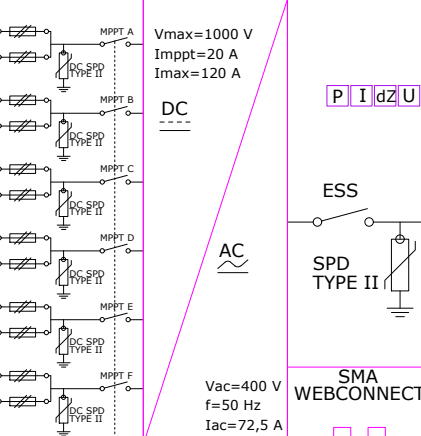 MPPT A
DC SPD
TYPE II
MPPT B
DC SPD
TYPE II
MPPT C
DC SPD
TYPE II
MPPT D
DC SPD
TYPE II
MPPT E
DC SPD
TYPE II
MPPT F
DC SPD
TYPE II
Vmax=1000 V
Imppt=20 A
Imax=120 A
DC
AC
Vac=400 V
f=50 Hz
Iac=72,5 A
P I dZ U
ESS
SPD
TYPE II
SMA
WEBCONNECT